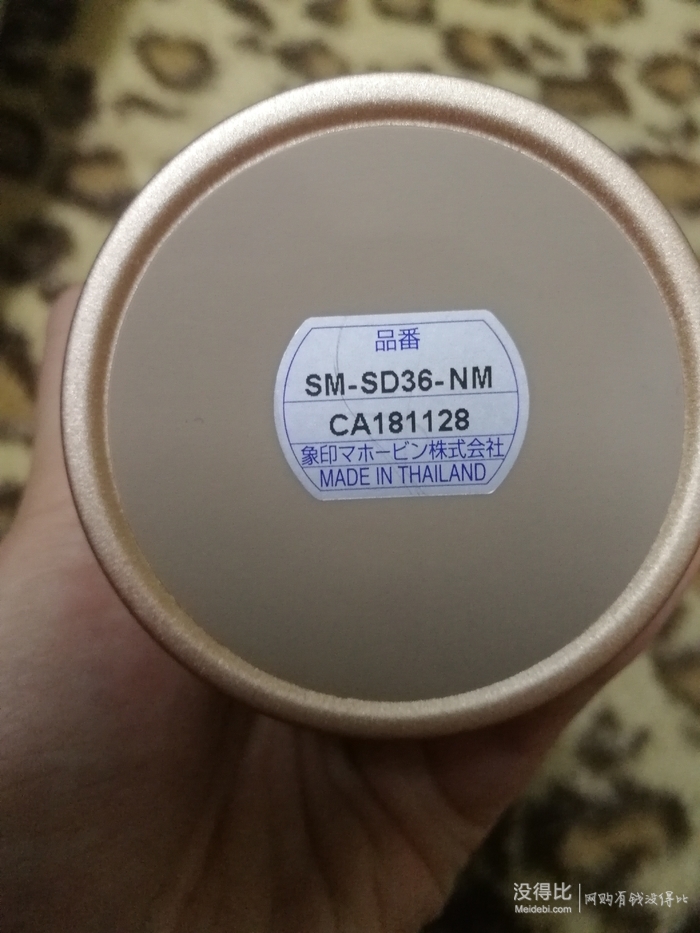 品番
SM-SD36-NM
CA181128
象印マホービン株式会社
MADE IN THAILAND
没得比
Meidebi.com
网购有钱没得比